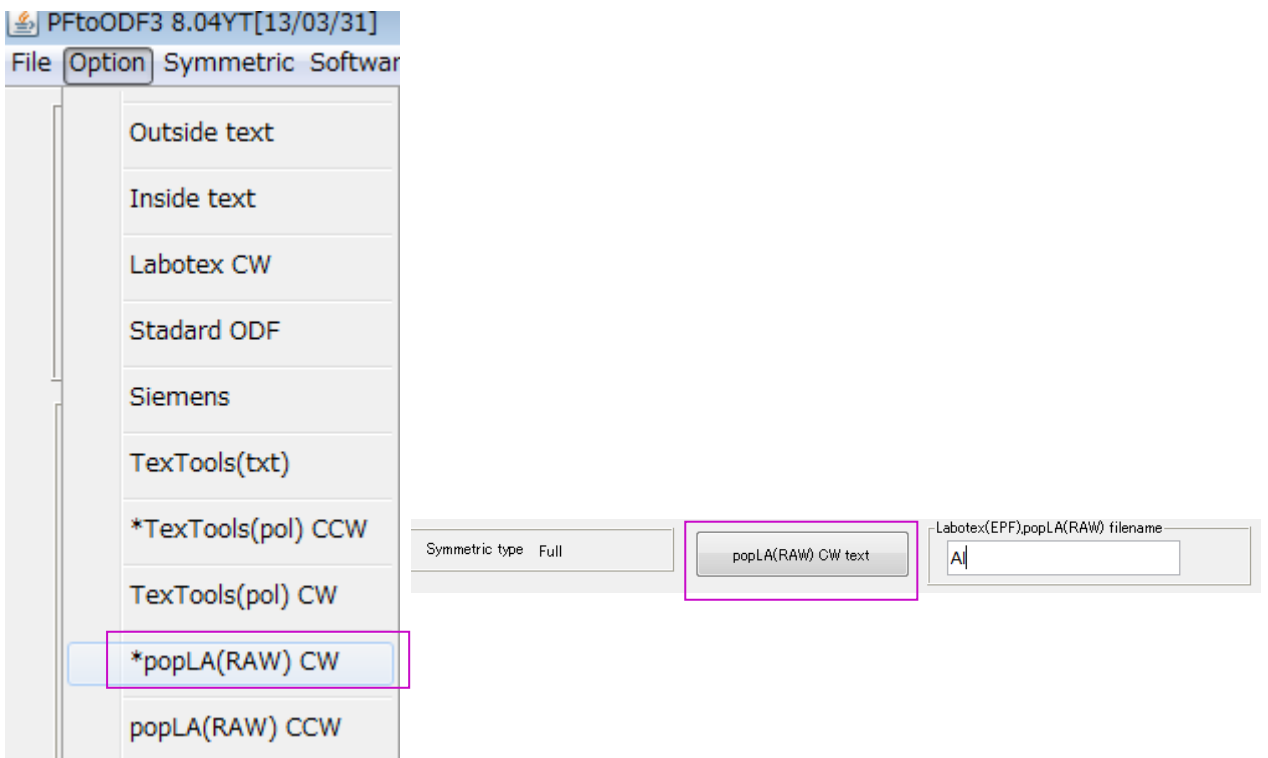 PFtoODF3 8.04YT[13/03/31]
File Option Symmetric Softwar
Outside text
Inside text
Labotex CW
Stadard ODF
Siemens
TexTools(txt)
*TexTools(pol) CCW
TexTools(pol) CW
*popLA(RAW) CW
popLA(RAW) CCW
Symmetric type Full
popLA(RAW) CW text
Labotex(EPF),popLA(RAW) filename
Al